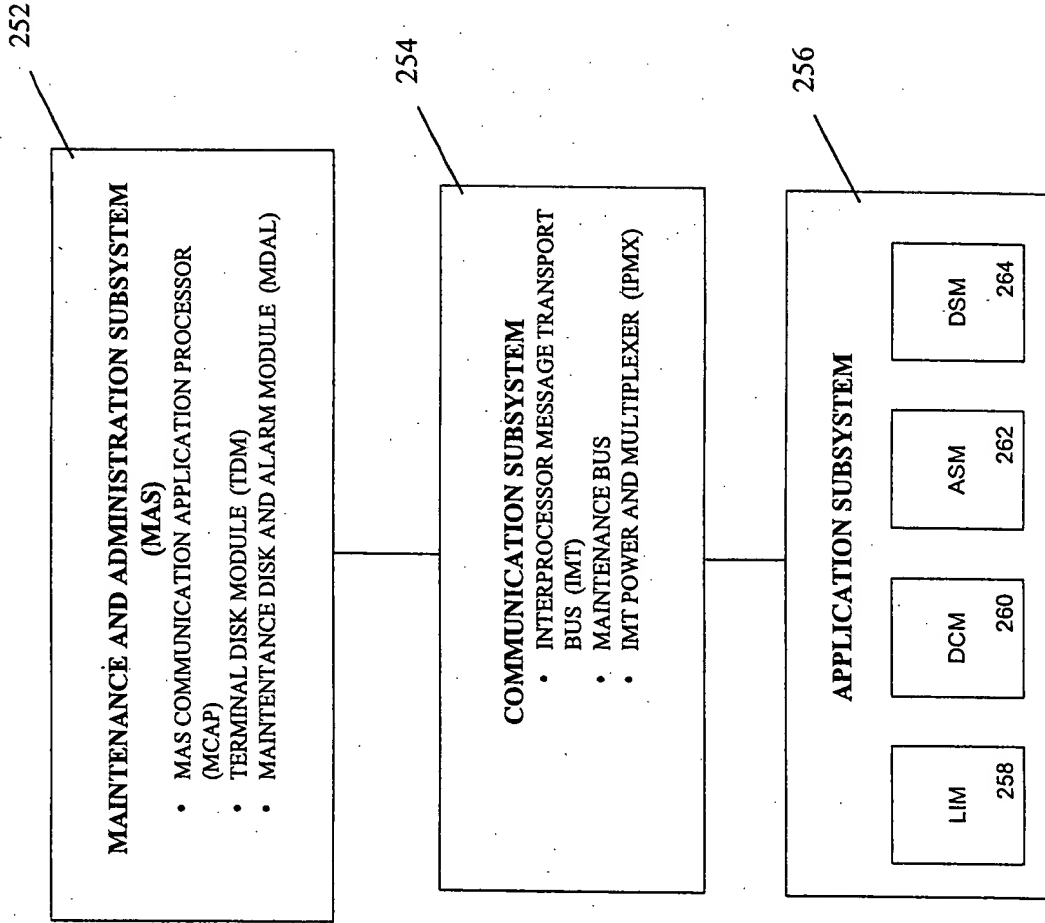 252
MAINTENANCE AND ADMINISTRATION SUBSYSTEM
(MAS)
• MAS COMMUNICATION APPLICATION PROCESSOR
(MCAP)
• TERMINAL DISK MODULE (TDM)
• MAINTENTANCE DISK AND ALARM MODULE (MDAL)
254
COMMUNICATION SUBSYSTEM
• INTERPROCESSOR MESSAGE TRANSPORT
BUS (IMT)
• MAINTENANCE BUS
• IMT POWER AND MULTIPLEXER (IPMX)
256
APPLICATION SUBSYSTEM
LIM
258
DCM
260
ASM
262
DSM
264